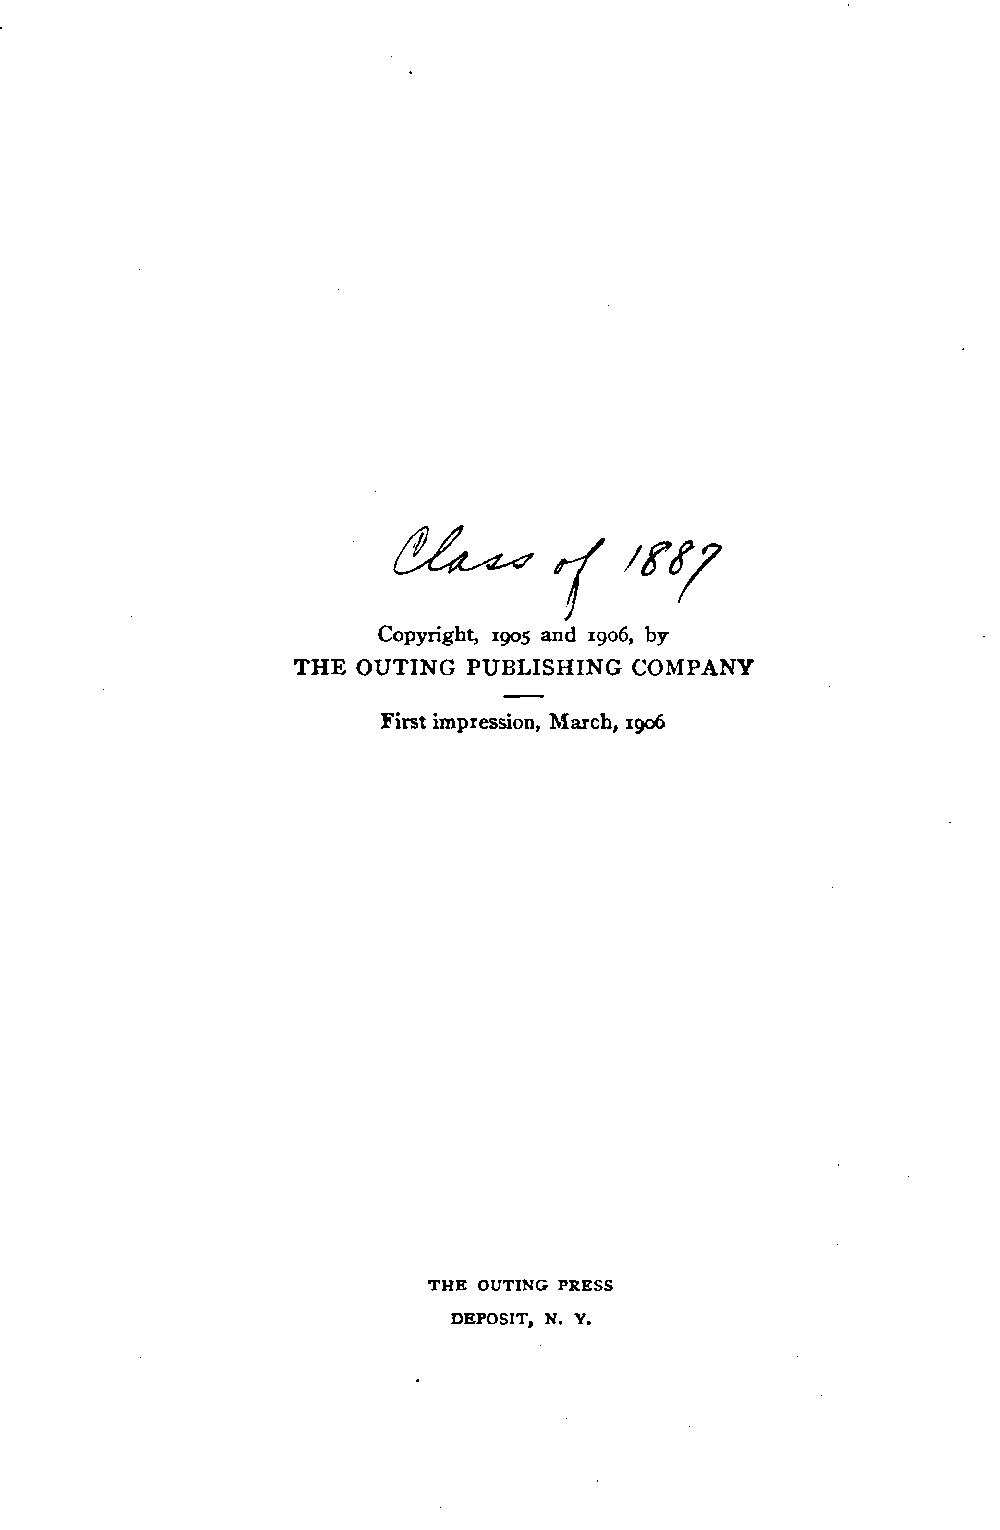 Class of 1887
Copyright, 1905 and 1906, by
THE OUTING PUBLISHING COMPANY
First impression, March, 1906
THE OUTING PRESS
DEPOSIT, N. Y.